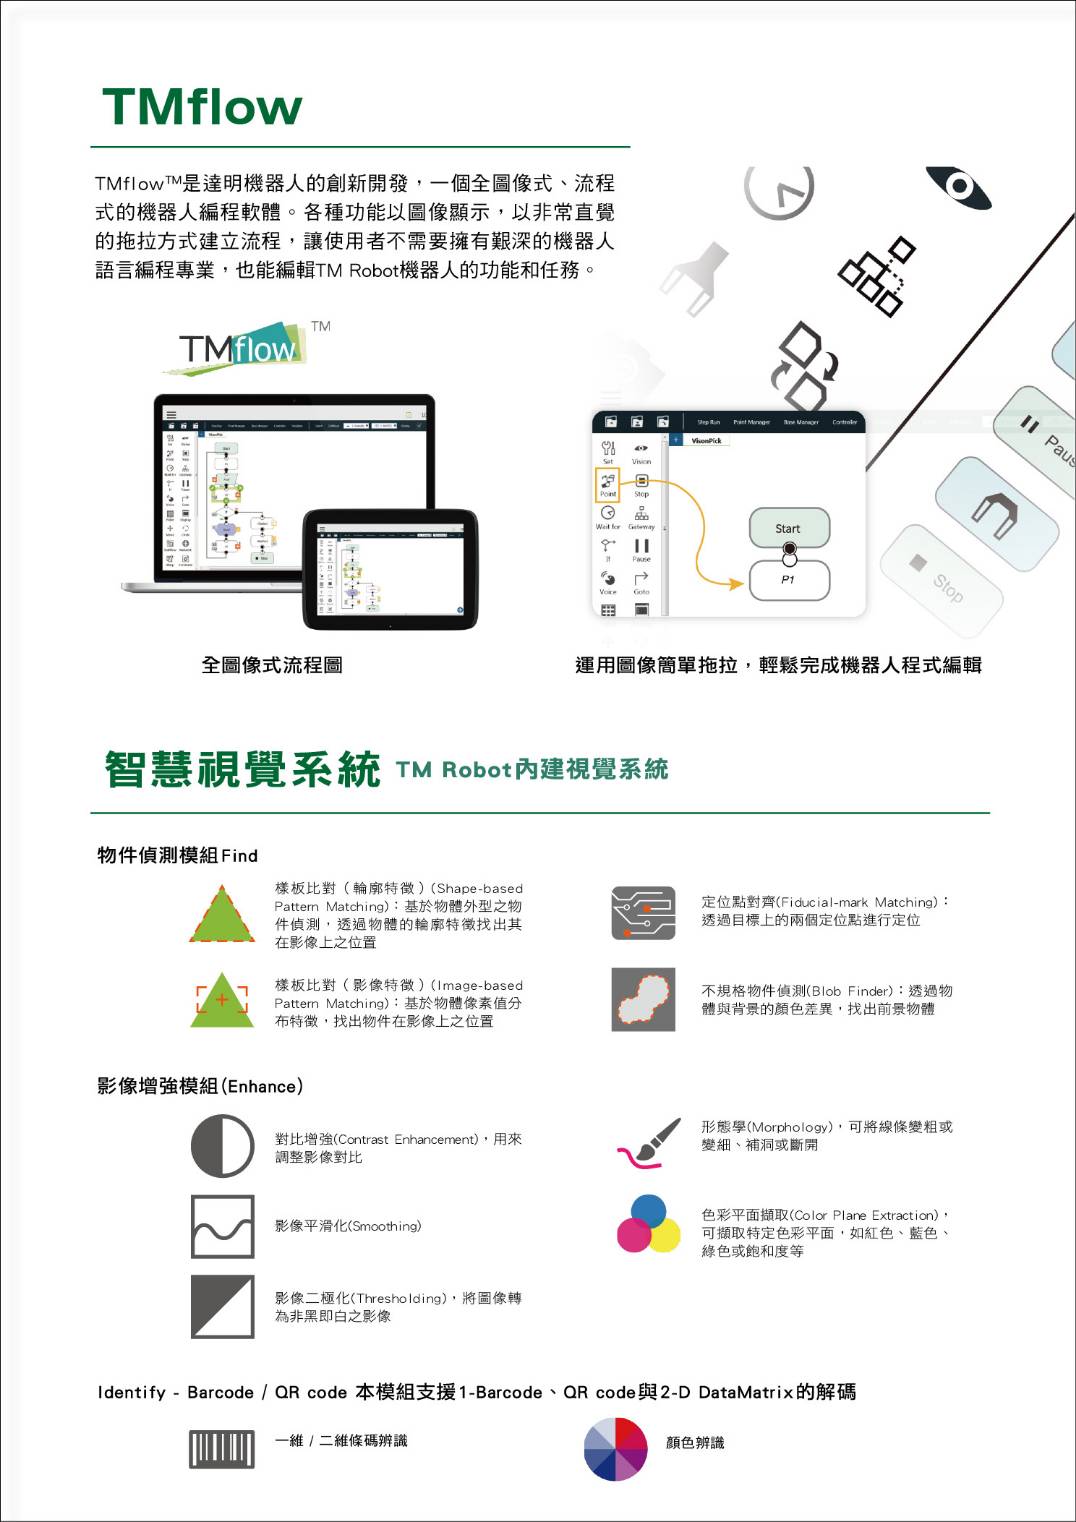 TMflow
TMflow™是達明機器人的創新開發，一個全圖像式、流程
式的機器人編程軟體。各種功能以圖像顯示，以非常直覺
的拖拉方式建立流程，讓使用者不需要擁有艱深的機器人
語言編程專業，也能編輯TM Robot機器人的功能和任務。
TMflow™
全圖像式流程圖
Step Run Point Manager Base Manager Controller
VisonPick
Set Vision
Point Stop
Wait for Gateway
If Pause
Voice Goto
Start
P1
Pause
Stop
運用圖像簡單拖拉，輕鬆完成機器人程式編輯
智慧視覺系統 TM Robot內建視覺系統
物件偵測模組Find
樣板比對（輪廓特徵）(Shape-based
Pattern Matching)：基於物體外型之物
件偵測，透過物體的輪廓特徵找出其
在影像上之位置
定位點對齊(Fiducial-mark Matching)：
透過目標上的兩個定位點進行定位
樣板比對（影像特徵）(Image-based
Pattern Matching)：基於物體像素值分
布特徵，找出物件在影像上之位置
不規格物件偵測(Blob Finder)：透過物
體與背景的顏色差異，找出前景物體
影像增強模組(Enhance)
對比增強(Contrast Enhancement)，用來
調整影像對比
形態學(Morphology)，可將線條變粗或
變細、補洞或斷開
影像平滑化(Smoothing)
色彩平面擷取(Color Plane Extraction)，
可擷取特定色彩平面，如紅色、藍色、
綠色或飽和度等
影像二極化(Thresholding)，將圖像轉
為非黑即白之影像
Identify - Barcode / QR code 本模組支援1-Barcode、QR code與2-D DataMatrix的解碼
一維 / 二維條碼辨識
顏色辨識